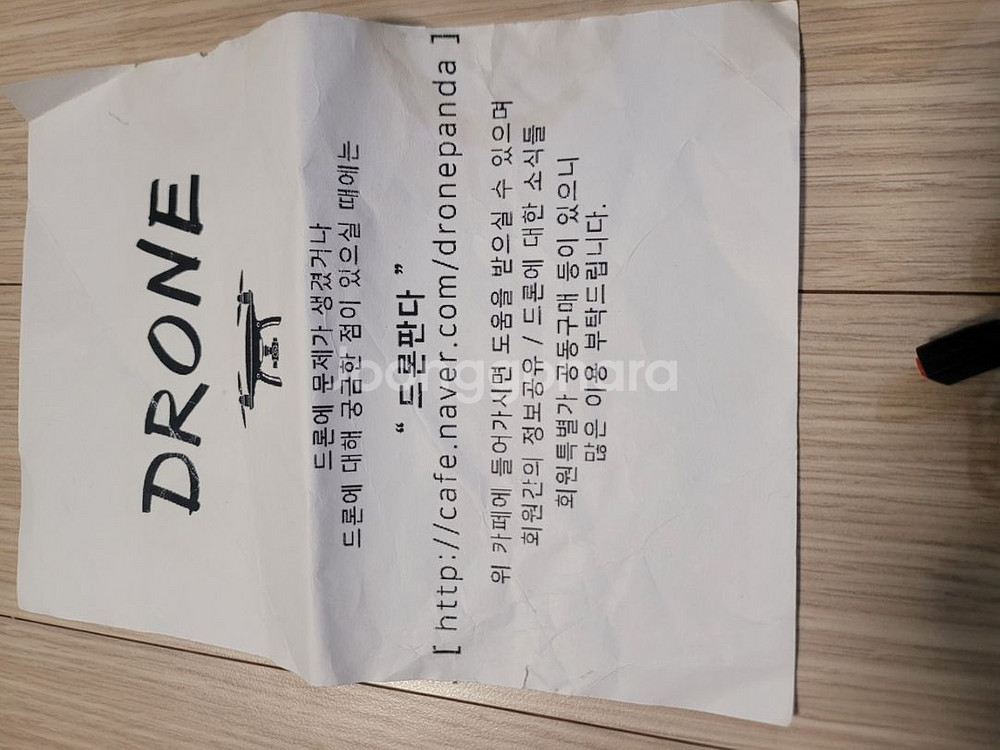 DRONE
드론에 문제가 생겼거나
드론에 대해 궁금한 점이 있으실 때에는
“ 드론판다 ”
[ http://cafe.naver.com/dronepanda ]
위 카페에 들어가시면 도움을 받으실 수 있으며
회원간의 정보공유 / 드론에 대한 소식들
회원특별가 공동구매 등이 있으니
많은 이용 부탁드립니다.
joonggonara